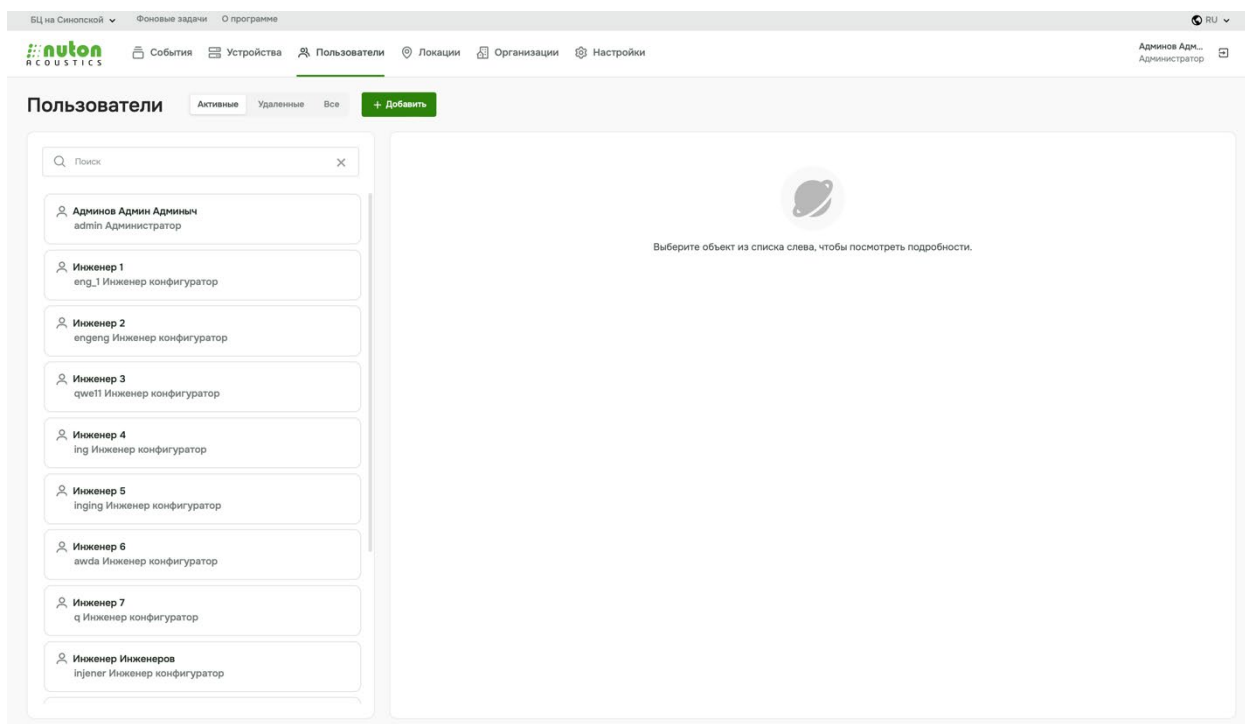 БЦ на Синопской Фоновые задачи О программе RU
nuton
ACOUSTICS
События Устройства Пользователи Локации Организации Настройки
Админов Адм...
Администратор
Пользователи Активные Удаленные Все + Добавить
Поиск
Админов Админ Админыч
admin Администратор
Инженер 1
eng_1 Инженер конфигуратор
Инженер 2
engeng Инженер конфигуратор
Инженер 3
qwe11 Инженер конфигуратор
Инженер 4
ing Инженер конфигуратор
Инженер 5
inging Инженер конфигуратор
Инженер 6
awda Инженер конфигуратор
Инженер 7
q Инженер конфигуратор
Инженер Инженеров
injener Инженер конфигуратор
Выберите объект из списка слева, чтобы посмотреть подробности.